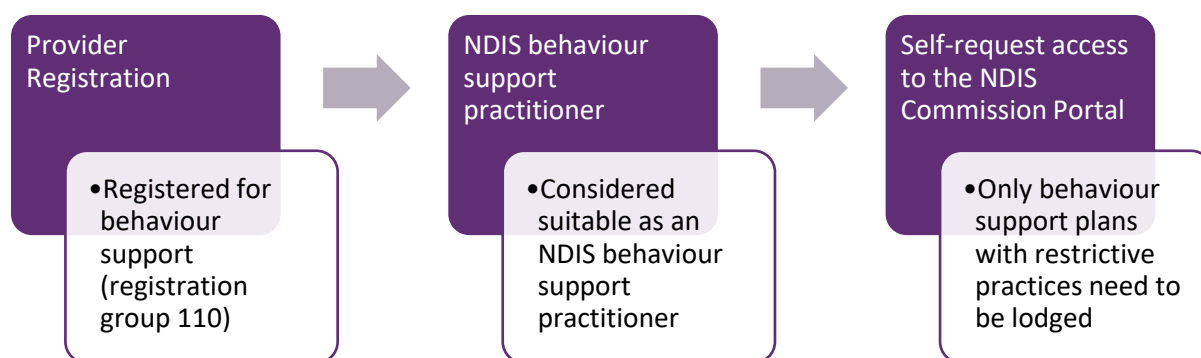 Provider
Registration
•Registered for
behaviour
support
(registration
group 110)
NDIS behaviour
support
practitioner
•Considered
suitable as an
NDIS behaviour
support
practitioner
Self-request access
to the NDIS
Commission Portal
•Only behaviour
support plans
with restrictive
practices need to
be lodged